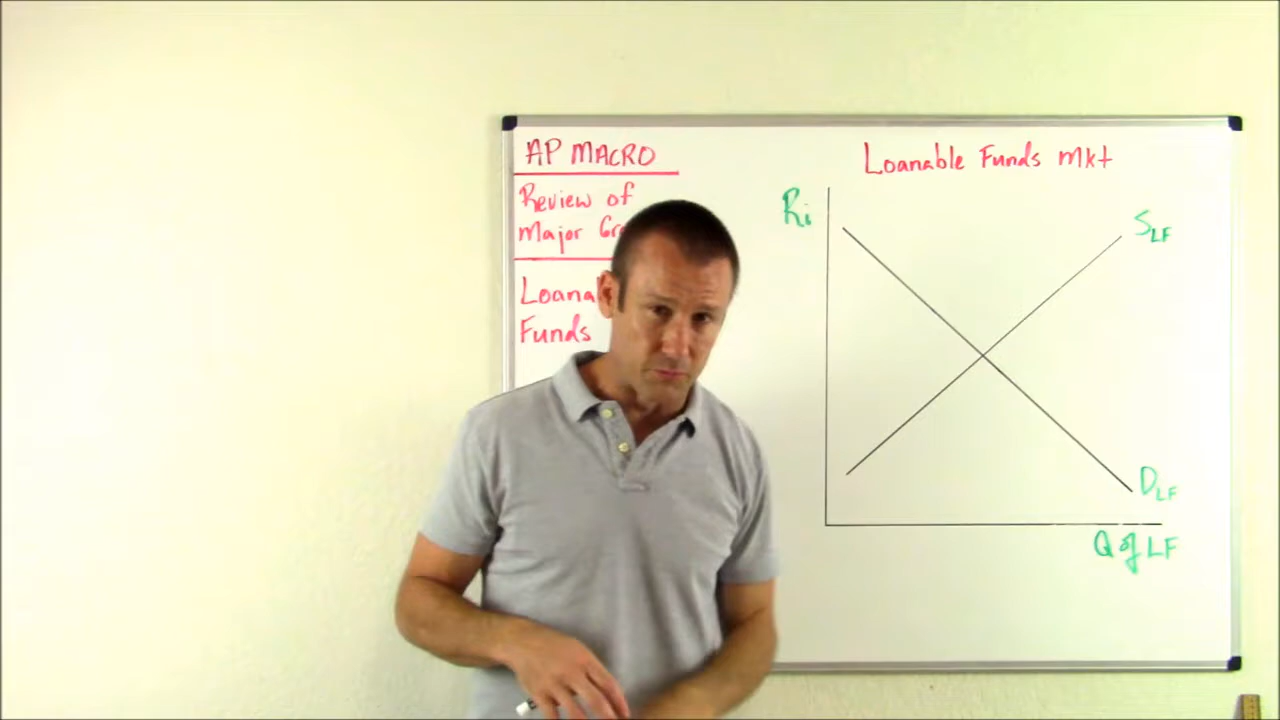 AP MACRO
Review of
Major
Loana
Funds
Loanable Funds Mkt
Ri
SLF
DLF
Q of LF